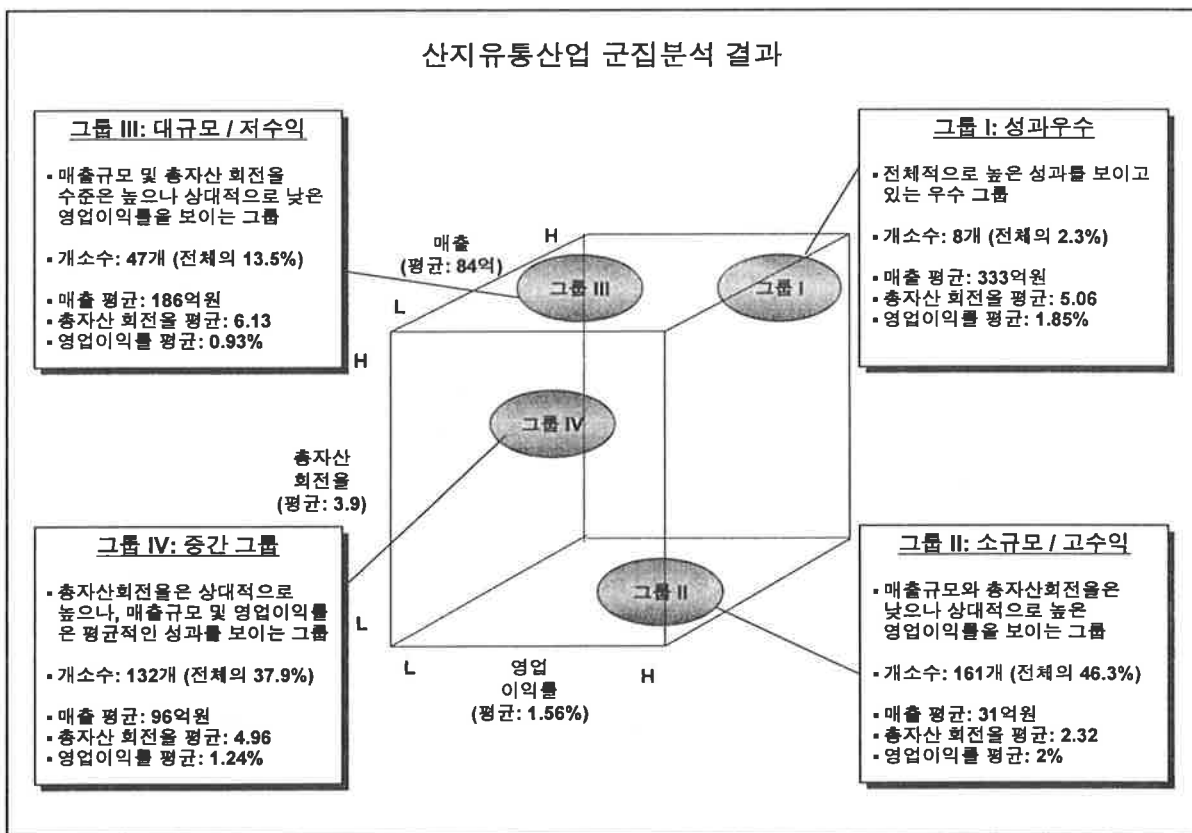 산지유통산업 군집분석 결과
그룹 III: 대규모 / 저수익
▪ 매출규모 및 총자산 회전율
수준은 높으나 상대적으로 낮은
영업이익률을 보이는 그룹
▪ 개소수: 47개 (전체의 13.5%)
▪ 매출 평균: 186억원
▪ 총자산 회전율 평균: 6.13
▪ 영업이익률 평균: 0.93%
그룹 I: 성과우수
▪ 전체적으로 높은 성과를 보이고
있는 우수 그룹
▪ 개소수: 8개 (전체의 2.3%)
▪ 매출 평균: 333억원
▪ 총자산 회전율 평균: 5.06
▪ 영업이익률 평균: 1.85%
매출
(평균: 84억)
H
L
그룹 III
그룹 I
H
그룹 IV
총자산
회전율
(평균: 3.9)
그룹 II
L
L
영업
이익률
(평균: 1.56%)
H
그룹 IV: 중간 그룹
▪ 총자산회전율은 상대적으로
높으나, 매출규모 및 영업이익률
은 평균적인 성과를 보이는 그룹
▪ 개소수: 132개 (전체의 37.9%)
▪ 매출 평균: 96억원
▪ 총자산 회전율 평균: 4.96
▪ 영업이익률 평균: 1.24%
그룹 II: 소규모 / 고수익
▪ 매출규모와 총자산회전율은
낮으나 상대적으로 높은
영업이익률을 보이는 그룹
▪ 개소수: 161개 (전체의 46.3%)
▪ 매출 평균: 31억원
▪ 총자산 회전율 평균: 2.32
▪ 영업이익률 평균: 2%